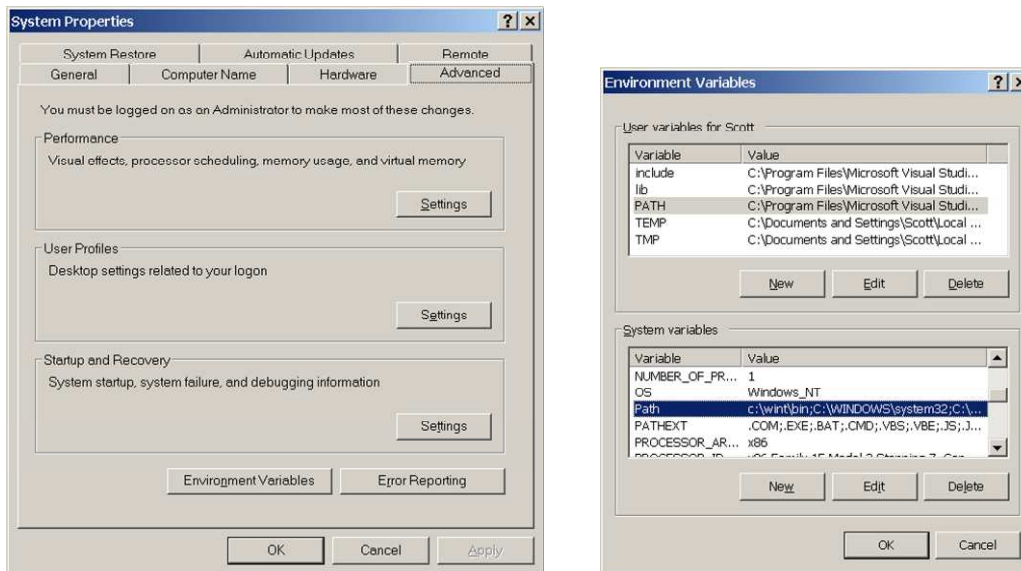 System Properties
System Restore Automatic Updates Remote
General Computer Name Hardware Advanced
You must be logged on as an Administrator to make most of these changes.
Performance
Visual effects, processor scheduling, memory usage, and virtual memory
Settings
User Profiles
Desktop settings related to your logon
Settings
Startup and Recovery
System startup, system failure, and debugging information
Settings
Environment Variables Error Reporting
OK Cancel Apply
Environment Variables
User variables for Scott
Variable Value
include C:\Program Files\Microsoft Visual Studi...
lib C:\Program Files\Microsoft Visual Studi...
PATH C:\Program Files\Microsoft Visual Studi...
TEMP C:\Documents and Settings\Scott\Local ...
TMP C:\Documents and Settings\Scott\Local ...
New Edit Delete
System variables
Variable Value
NUMBER_OF_PR... 1
OS Windows_NT
Path c:\wint\bin;C:\WINDOWS\system32;C:\...
PATHEXT .COM;.EXE;.BAT;.CMD;.VBS;.VBE;.JS;.J...
PROCESSOR_AR... x86
New Edit Delete
OK Cancel